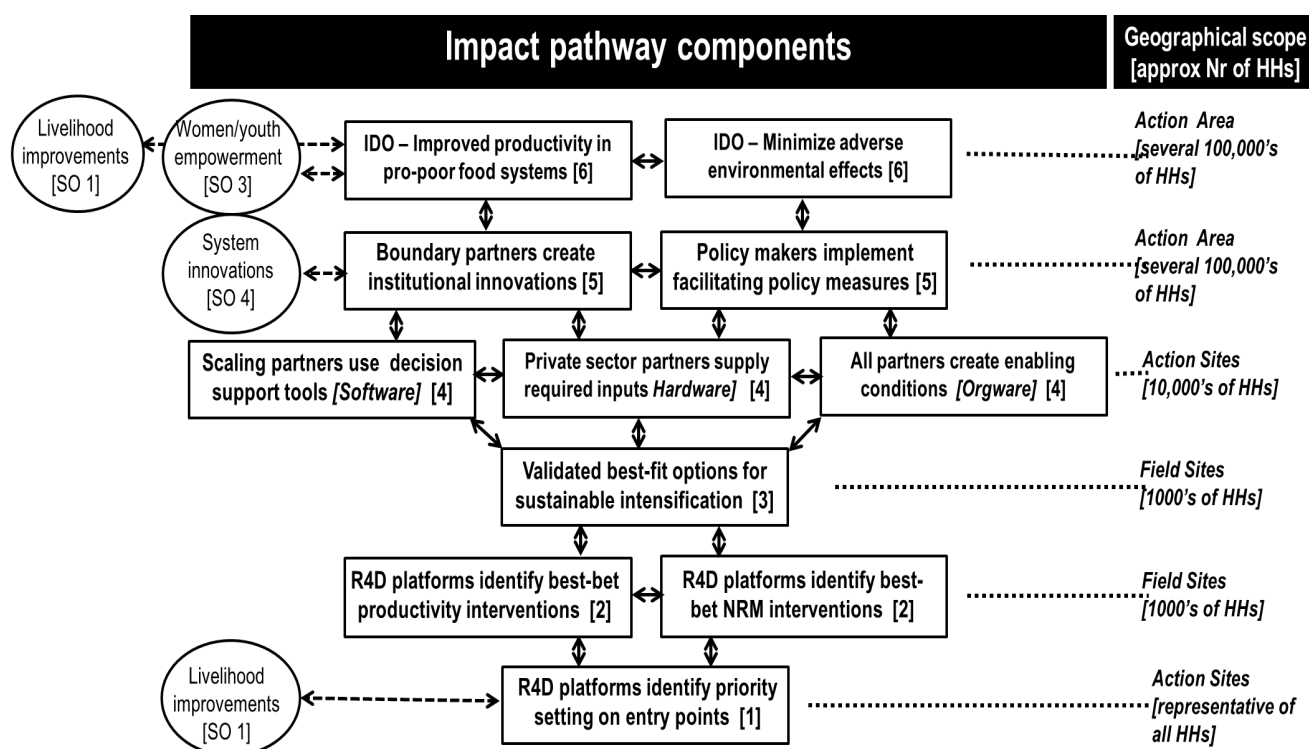 Impact pathway components
Geographical scope
[approx Nr of HHs]
Livelihood
improvements
[SO 1]
Women/youth
empowerment
[SO 3]
IDO – Improved productivity in
pro-poor food systems [6]
IDO – Minimize adverse
environmental effects [6]
Action Area
[several 100,000's
of HHs]
System
innovations
[SO 4]
Boundary partners create
institutional innovations [5]
Policy makers implement
facilitating policy measures [5]
Action Area
[several 100,000's
of HHs]
Scaling partners use decision
support tools [Software] [4]
Private sector partners supply
required inputs Hardware] [4]
All partners create enabling
conditions [Orgware] [4]
Action Sites
[10,000's of HHs]
Validated best-fit options for
sustainable intensification [3]
Field Sites
[1000's of HHs]
R4D platforms identify best-bet
productivity interventions [2]
R4D platforms identify best-
bet NRM interventions [2]
Field Sites
[1000's of HHs]
Livelihood
improvements
[SO 1]
R4D platforms identify priority
setting on entry points [1]
Action Sites
[representative of
all HHs]